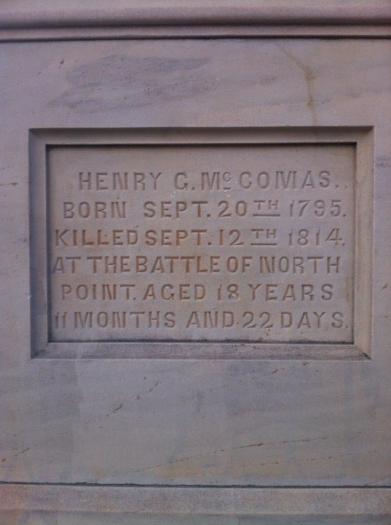 HENRY G. McCOMAS.
BORN SEPT. 20TH 1795.
KILLED SEPT. 12TH 1814.
AT THE BATTLE OF NORTH
POINT. AGED 18 YEARS
11 MONTHS AND 22 DAYS.